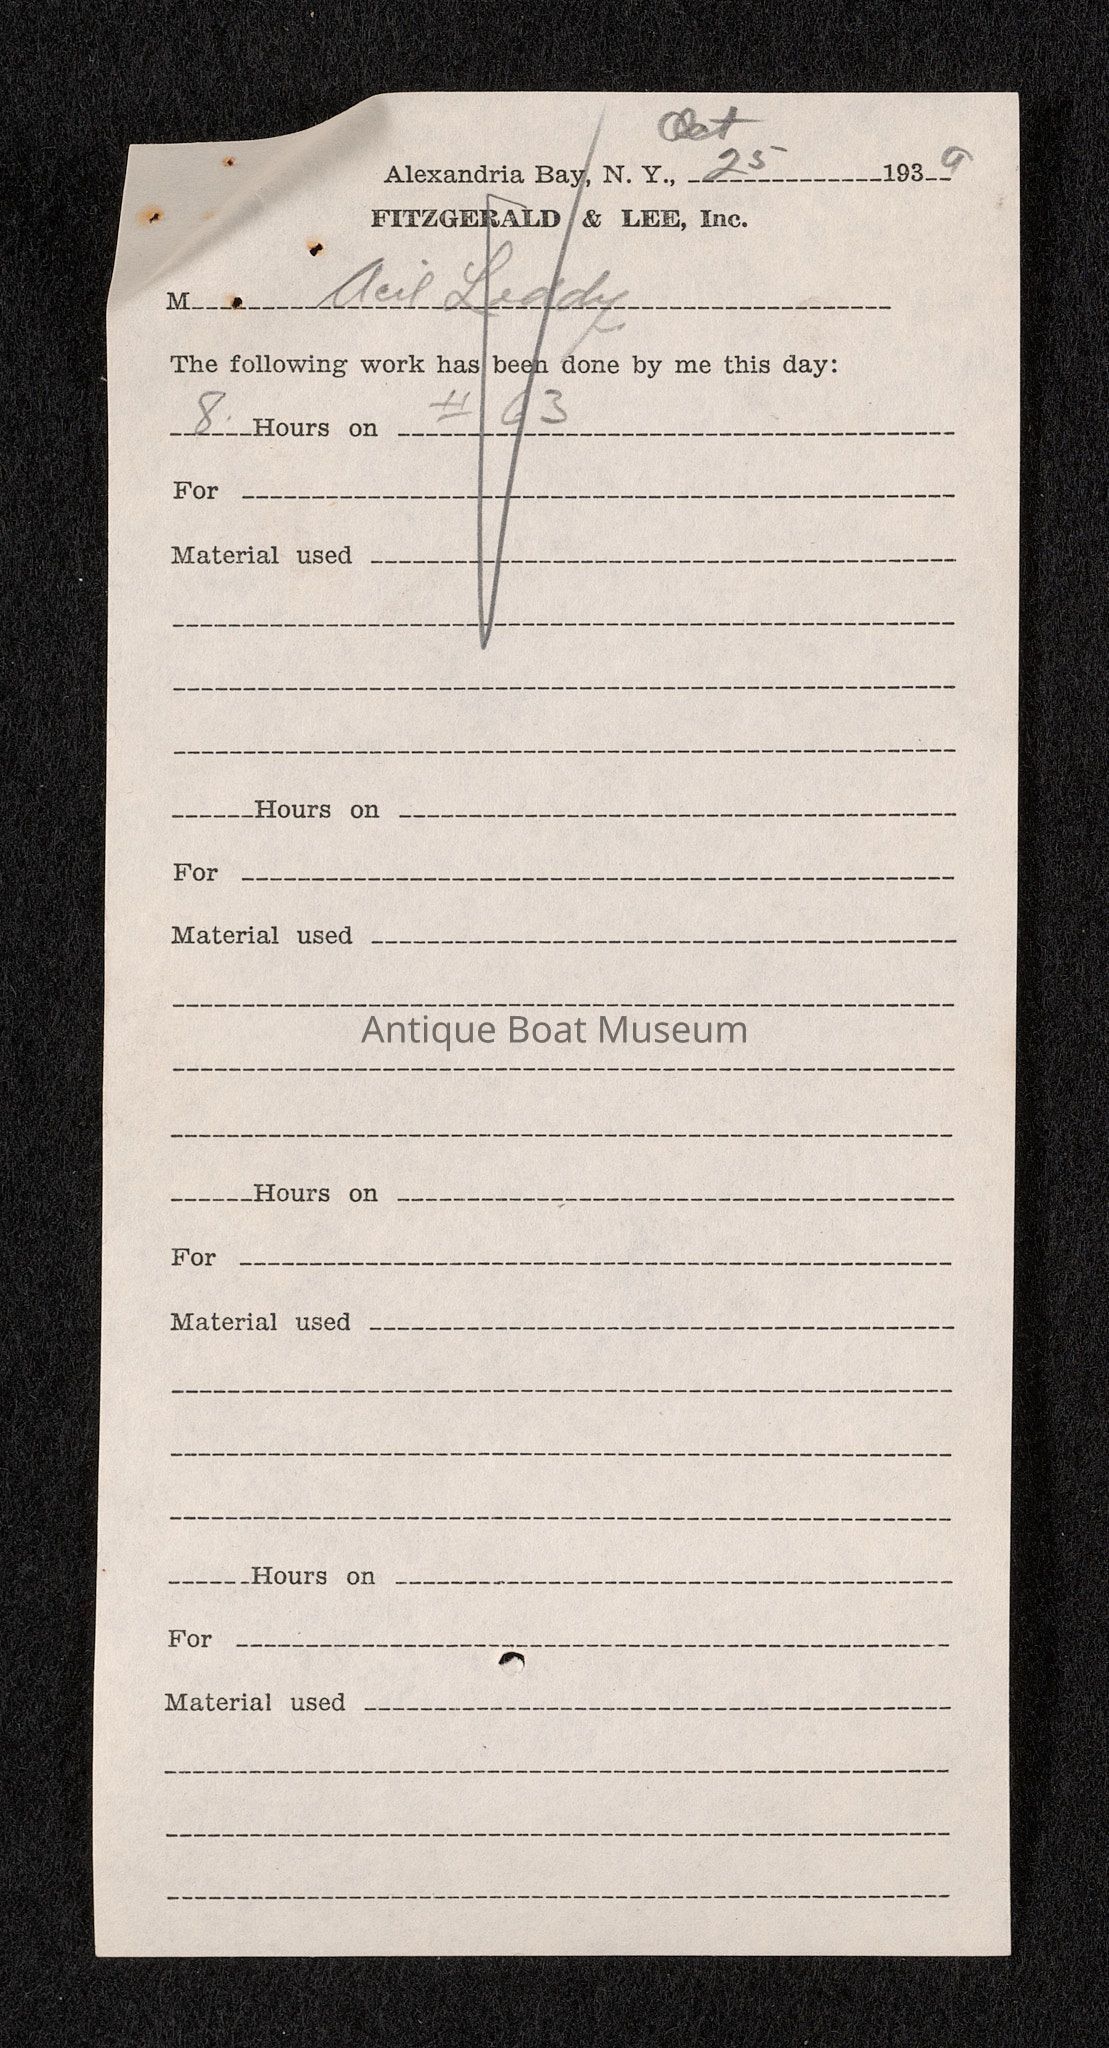 Oct
Alexandria Bay, N. Y., 25 1939
FITZGERALD & LEE, Inc.
M Leddy
The following work has been done by me this day:
8 Hours on # 63
For
Material used
Hours on
For
Material used
Antique Boat Museum
Hours on
For
Material used
Hours on
For
Material used